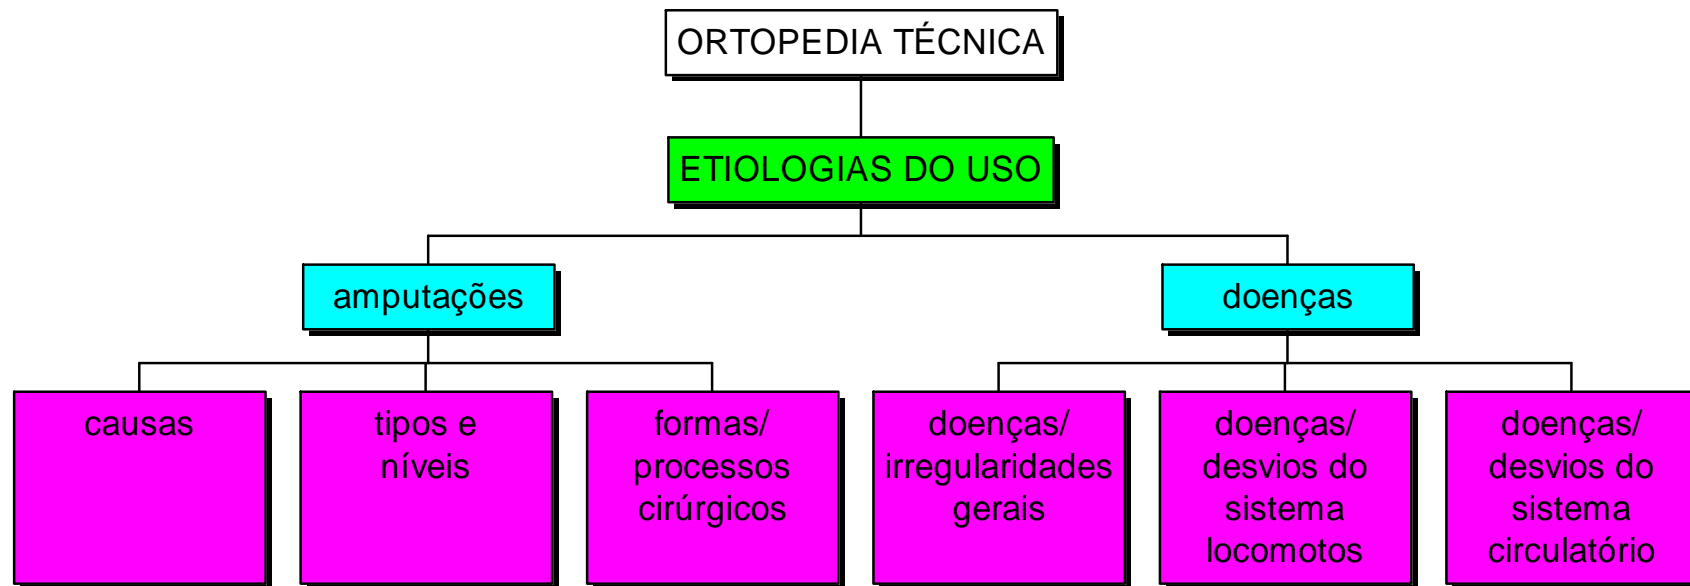 ORTOPEDIA TÉCNICA
ETIOLOGIAS DO USO
amputações
doenças
causas
tipos e
níveis
formas/
processos
cirúrgicos
doenças/
irregularidades
gerais
doenças/
desvios do
sistema
locomotos
doenças/
desvios do
sistema
circulatório